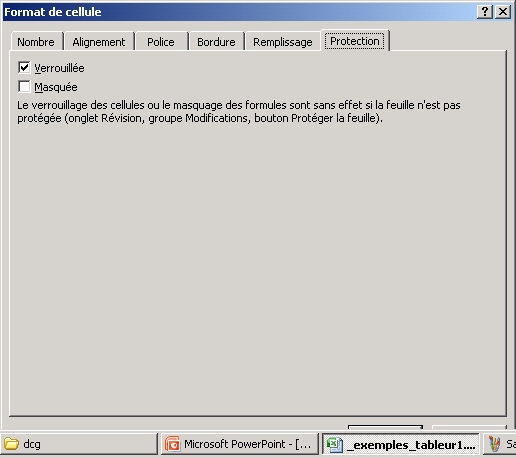 Format de cellule
Nombre Alignement Police Bordure Remplissage Protection
Verrouillée
Masquée
Le verrouillage des cellules ou le masquage des formules sont sans effet si la feuille n'est pas
protégée (onglet Révision, groupe Modifications, bouton Protéger la feuille).
dcg Microsoft PowerPoint - [... _exemples_tableur1.... Sa